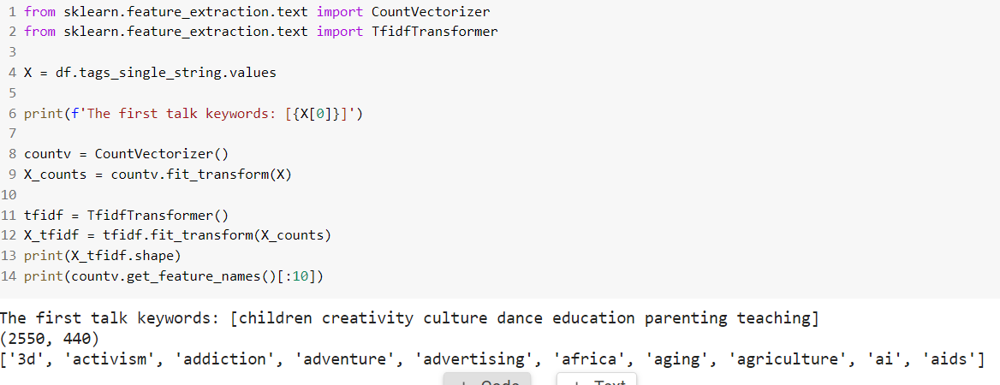 1 from sklearn.feature_extraction.text import CountVectorizer
2 from sklearn.feature_extraction.text import TfidfTransformer
3
4 X = df.tags_single_string.values
5
6 print(f'The first talk keywords: [{X[0]}]')
7
8 countv = CountVectorizer()
9 X_counts = countv.fit_transform(X)
10
11 tfidf = TfidfTransformer()
12 X_tfidf = tfidf.fit_transform(X_counts)
13 print(X_tfidf.shape)
14 print(countv.get_feature_names()[:10])
The first talk keywords: [children creativity culture dance education parenting teaching]
(2550, 440)
['3d', 'activism', 'addiction', 'adventure', 'advertising', 'africa', 'aging', 'agriculture', 'ai', 'aids']
+ Code + Text